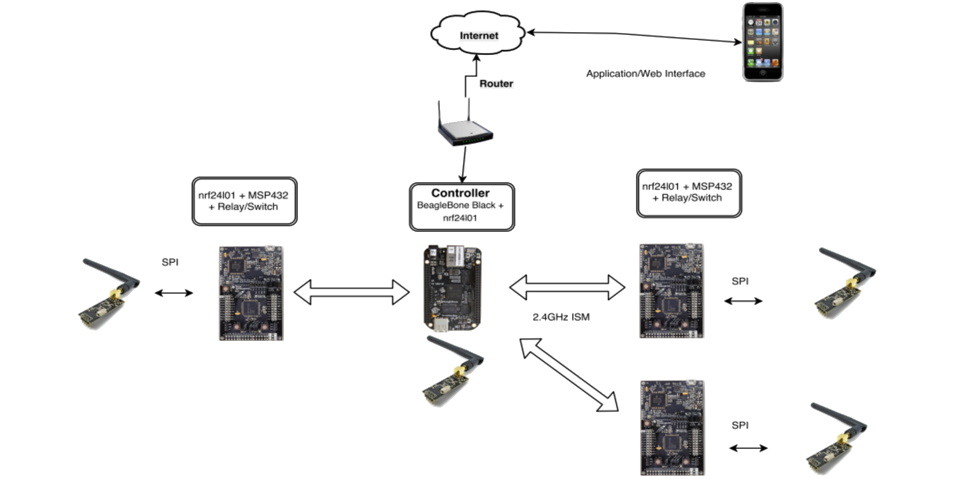 Internet
Application/Web Interface
Router
nrf24l01 + MSP432
+ Relay/Switch
Controller
BeagleBone Black +
nrf24l01
nrf24l01 + MSP432
+ Relay/Switch
SPI
SPI
2.4GHz ISM
SPI